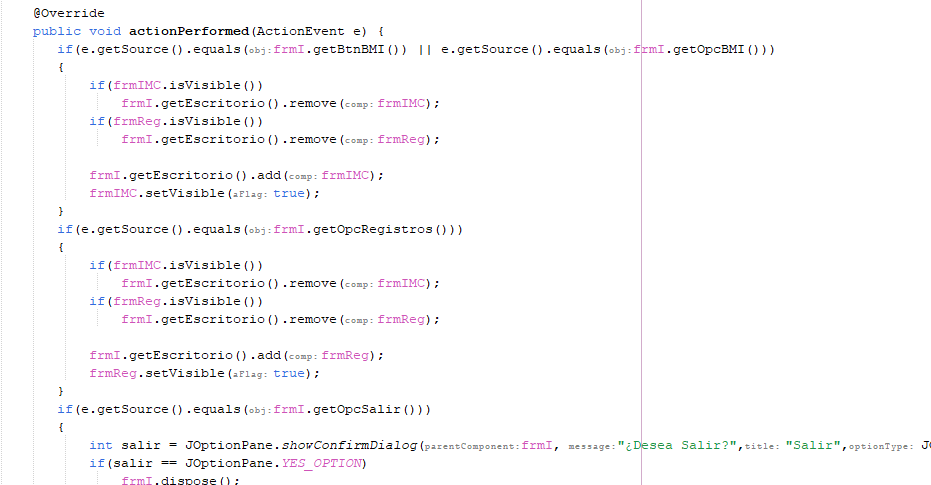 @Override
public void actionPerformed(ActionEvent e) {
if(e.getSource().equals(obj:frmI.getBtnBMI()) || e.getSource().equals(obj:frmI.getOpcBMI()))
{
if(frmIMC.isVisible())
frmI.getEscritorio().remove(comp:frmIMC);
if(frmReg.isVisible())
frmI.getEscritorio().remove(comp:frmReg);
frmI.getEscritorio().add(comp:frmIMC);
frmIMC.setVisible(aFlag:true);
}
if(e.getSource().equals(obj:frmI.getOpcRegistros()))
{
if(frmIMC.isVisible())
frmI.getEscritorio().remove(comp:frmIMC);
if(frmReg.isVisible())
frmI.getEscritorio().remove(comp:frmReg);
frmI.getEscritorio().add(comp:frmReg);
frmReg.setVisible(aFlag:true);
}
if(e.getSource().equals(obj:frmI.getOpcSalir()))
{
int salir = JOptionPane.showConfirmDialog(parentComponent:frmI, message:"¿Desea Salir?",title: "Salir",optionType:
if(salir == JOptionPane.YES_OPTION)
frmI.dispose();